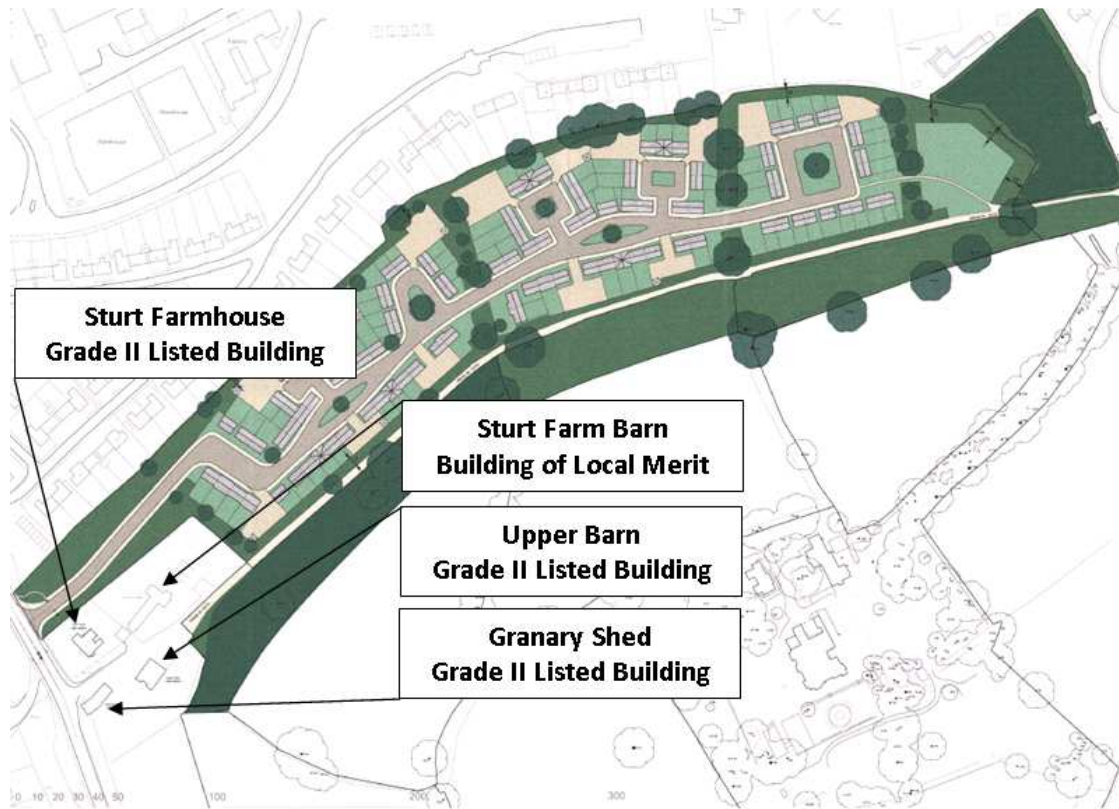 Sturt Farmhouse
Grade II Listed Building
Sturt Farm Barn
Building of Local Merit
Upper Barn
Grade II Listed Building
Granary Shed
Grade II Listed Building
0 10 20 30 40 50 100 200 300